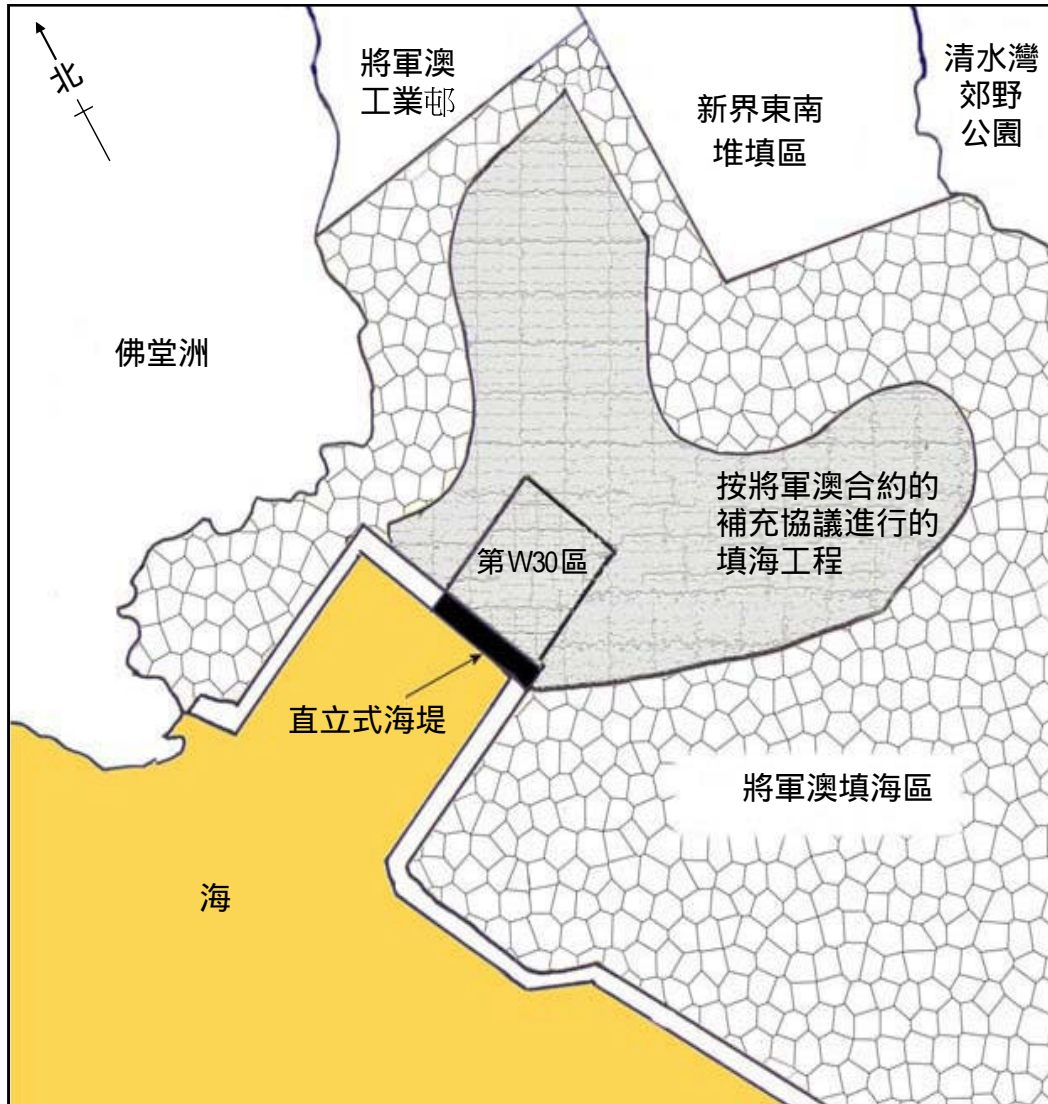 北
將軍澳
工業邨
新界東南
堆填區
清水灣
郊野
公園
佛堂洲
按將軍澳合約的
補充協議進行的
填海工程
第W30區
直立式海堤
將軍澳填海區
海